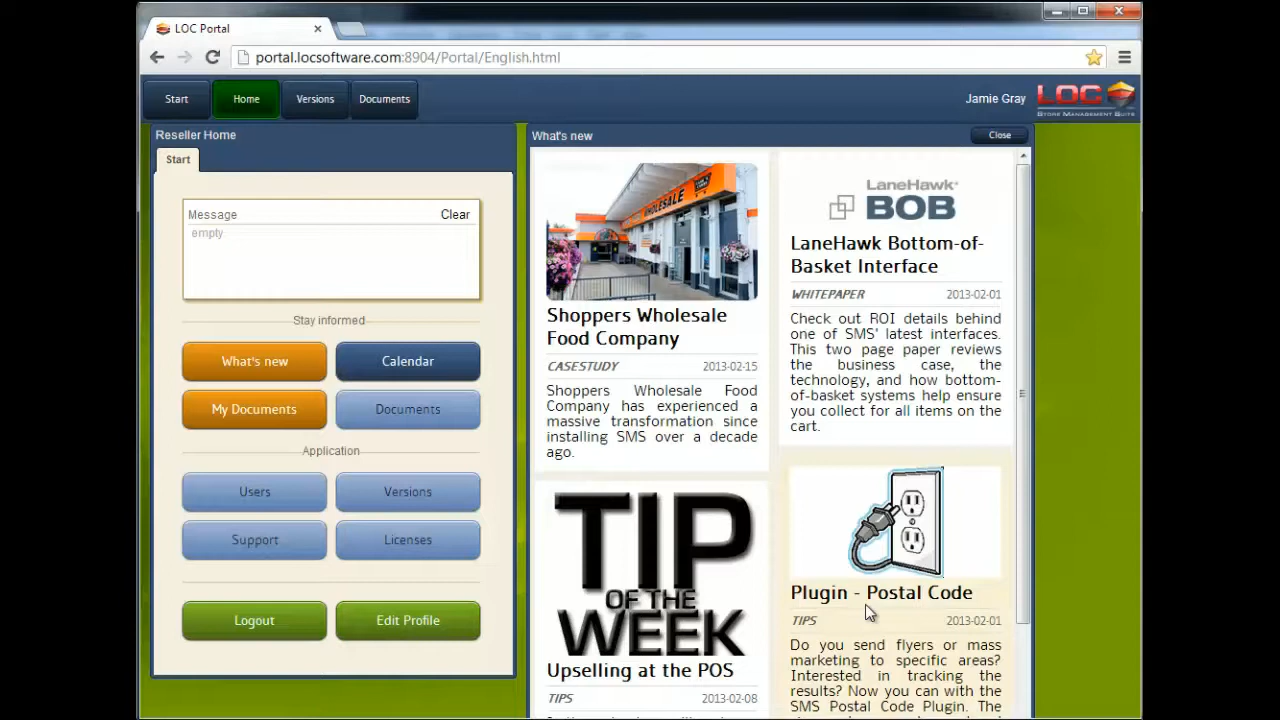 LOC Portal
portal.locsoftware.com:8904/Portal/English.html
Start
Home
Versions
Documents
Jamie Gray
LOC
STORE MANAGEMENT SUITE
Reseller Home
Start
Message
Clear
empty
Stay informed
What's new
Calendar
My Documents
Documents
Application
Users
Versions
Support
Licenses
Logout
Edit Profile
What's new
Close
WHOLESALE
Shoppers Wholesale
Food Company
CASESTUDY 2013-02-15
Shoppers Wholesale Food
Company has experienced a
massive transformation since
installing SMS over a decade
ago.
TIP
OF THE
WEEK
Upselling at the POS
TIPS 2013-02-08
LaneHawk
BOB
LaneHawk Bottom-of-
Basket Interface
WHITEPAPER 2013-02-01
Check out ROI details behind
one of SMS' latest interfaces.
This two page paper reviews
the business case, the
technology, and how bottom-
of-basket systems help ensure
you collect for all items on the
cart.
Plugin - Postal Code
TIPS 2013-02-01
Do you send flyers or mass
marketing to specific areas?
Interested in tracking the
results? Now you can with the
SMS Postal Code Plugin. The